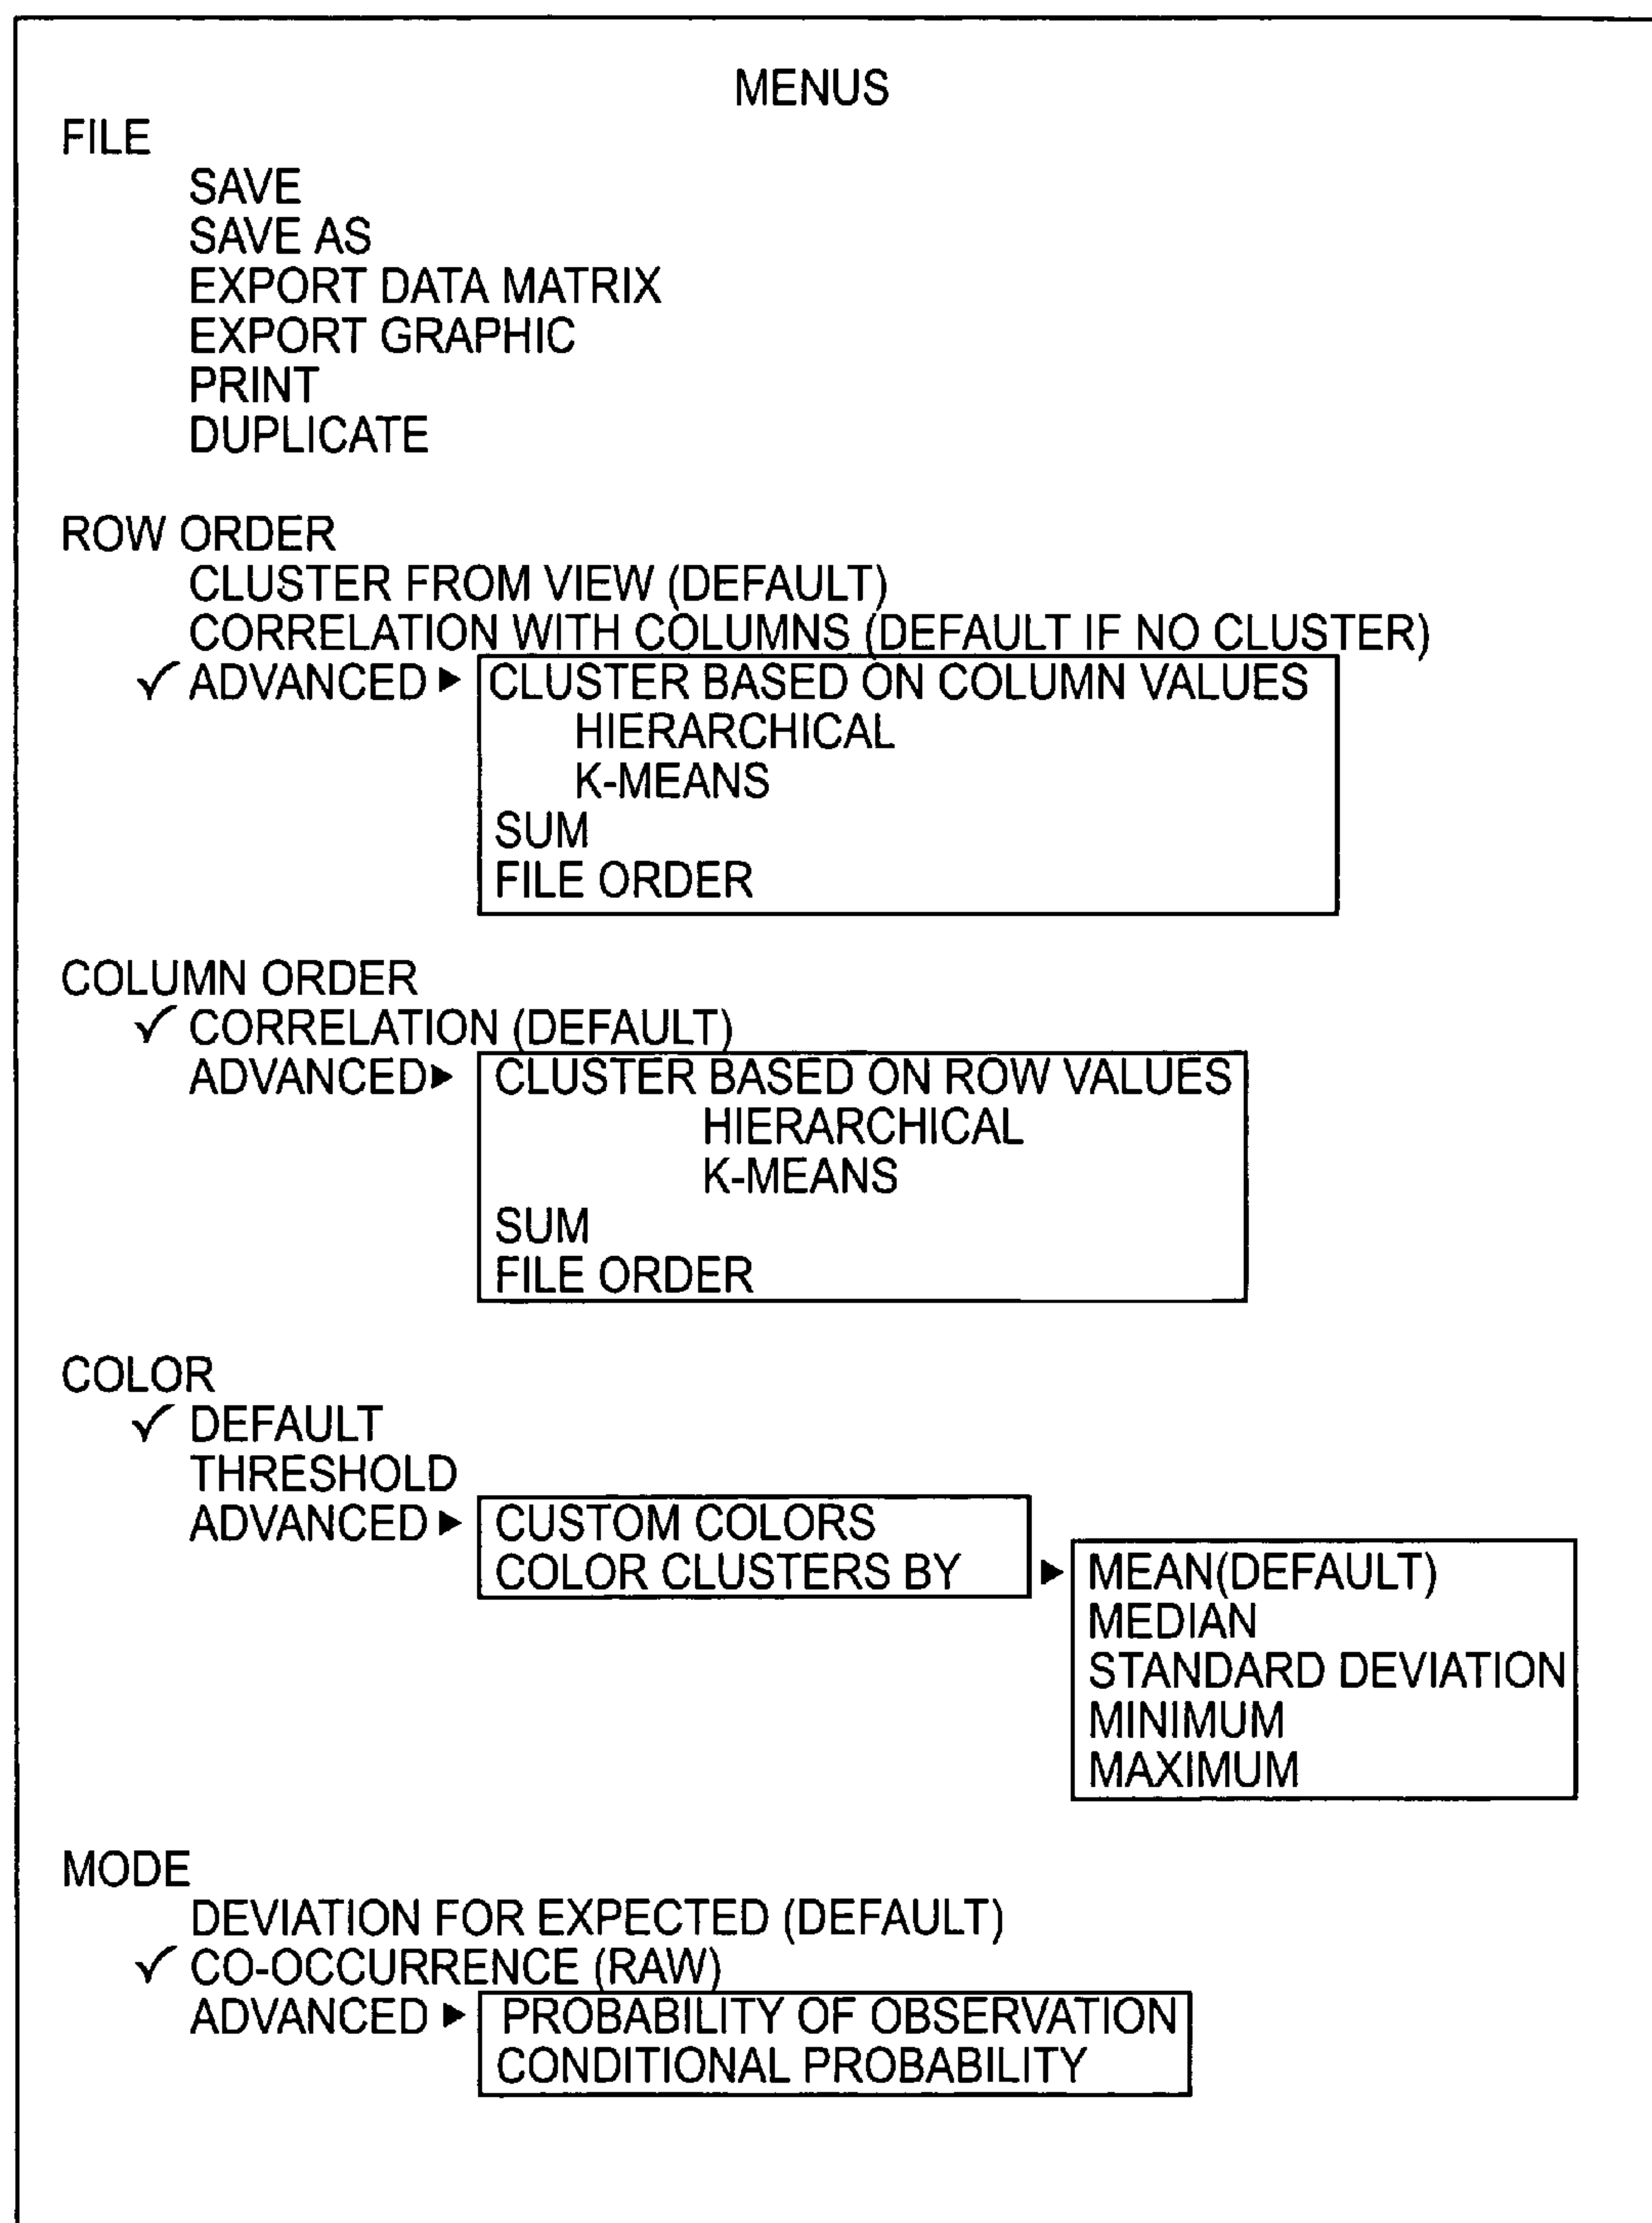 MENUS
FILE
SAVE
SAVE AS
EXPORT DATA MATRIX
EXPORT GRAPHIC
PRINT
DUPLICATE
ROW ORDER
CLUSTER FROM VIEW (DEFAULT)
CORRELATION WITH COLUMNS (DEFAULT IF NO CLUSTER)
✓ ADVANCED ► CLUSTER BASED ON COLUMN VALUES
HIERARCHICAL
K-MEANS
SUM
FILE ORDER
COLUMN ORDER
✓ CORRELATION (DEFAULT)
ADVANCED ► CLUSTER BASED ON ROW VALUES
HIERARCHICAL
K-MEANS
SUM
FILE ORDER
COLOR
✓ DEFAULT
THRESHOLD
ADVANCED ► CUSTOM COLORS
COLOR CLUSTERS BY ► MEAN(DEFAULT)
MEDIAN
STANDARD DEVIATION
MINIMUM
MAXIMUM
MODE
DEVIATION FOR EXPECTED (DEFAULT)
✓ CO-OCCURRENCE (RAW)
ADVANCED ► PROBABILITY OF OBSERVATION
CONDITIONAL PROBABILITY